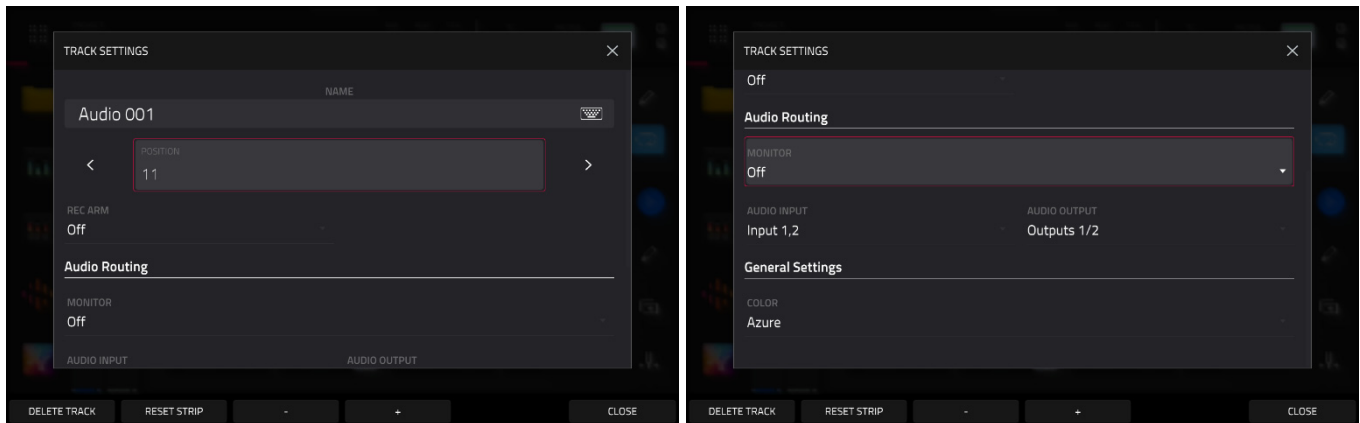 TRACK SETTINGS
NAME
Audio 001
POSITION
11
REC ARM
Off
Audio Routing
MONITOR
Off
AUDIO INPUT AUDIO OUTPUT
DELETE TRACK RESET STRIP - + CLOSE
TRACK SETTINGS
Off
Audio Routing
MONITOR
Off
AUDIO INPUT AUDIO OUTPUT
Input 1,2 Outputs 1/2
General Settings
COLOR
Azure
DELETE TRACK RESET STRIP - + CLOSE